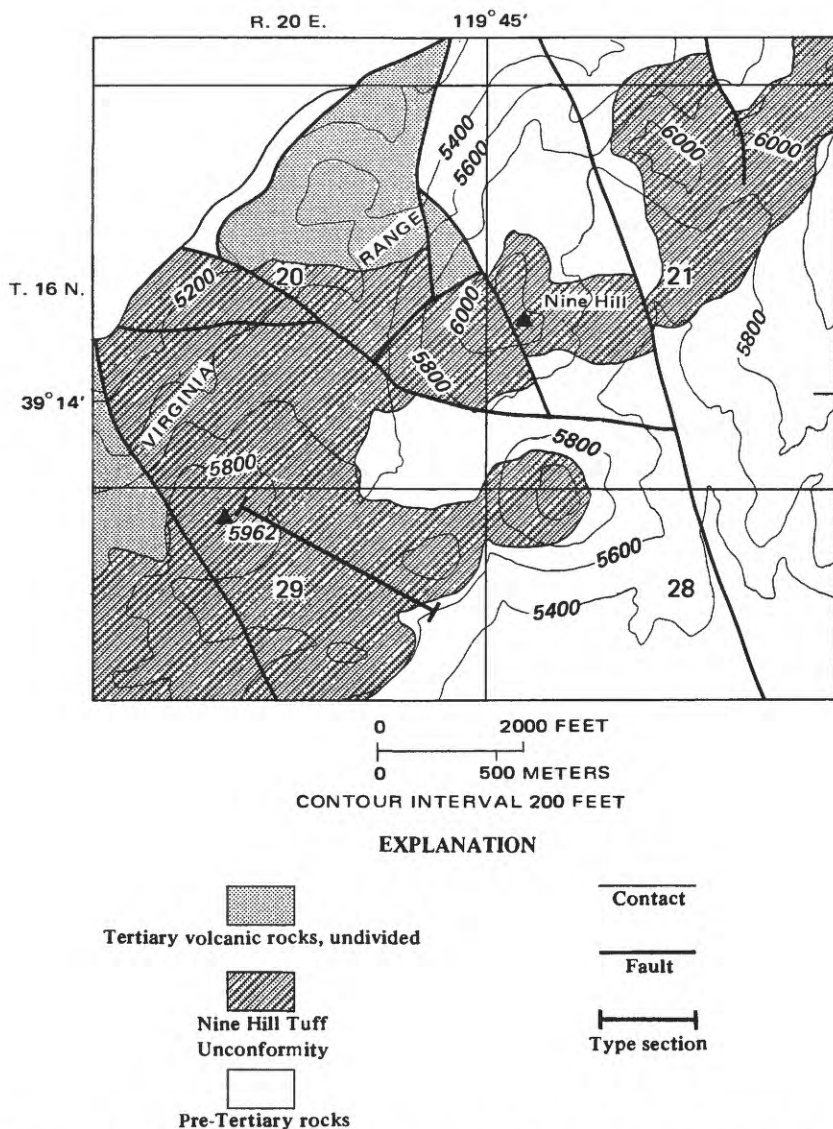 R. 20 E. 119°45'
5400
5600
6000
6000
RANGE
T. 16 N.
5200
20
21
6000
Nine Hill
5800
5800
39°14'
VIRGINIA
5800
5800
5962
5600
29
5400
28
0 2000 FEET
0 500 METERS
CONTOUR INTERVAL 200 FEET
EXPLANATION
Tertiary volcanic rocks, undivided
Contact
Nine Hill Tuff
Fault
Unconformity
Type section
Pre-Tertiary rocks